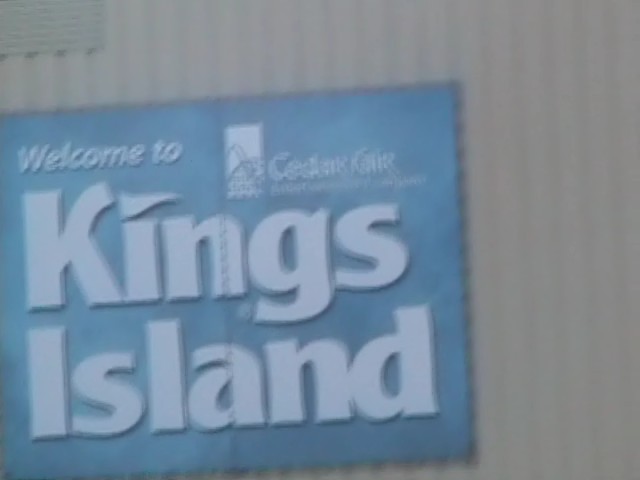 Welcome to
Cedar Fair
Kings
Island